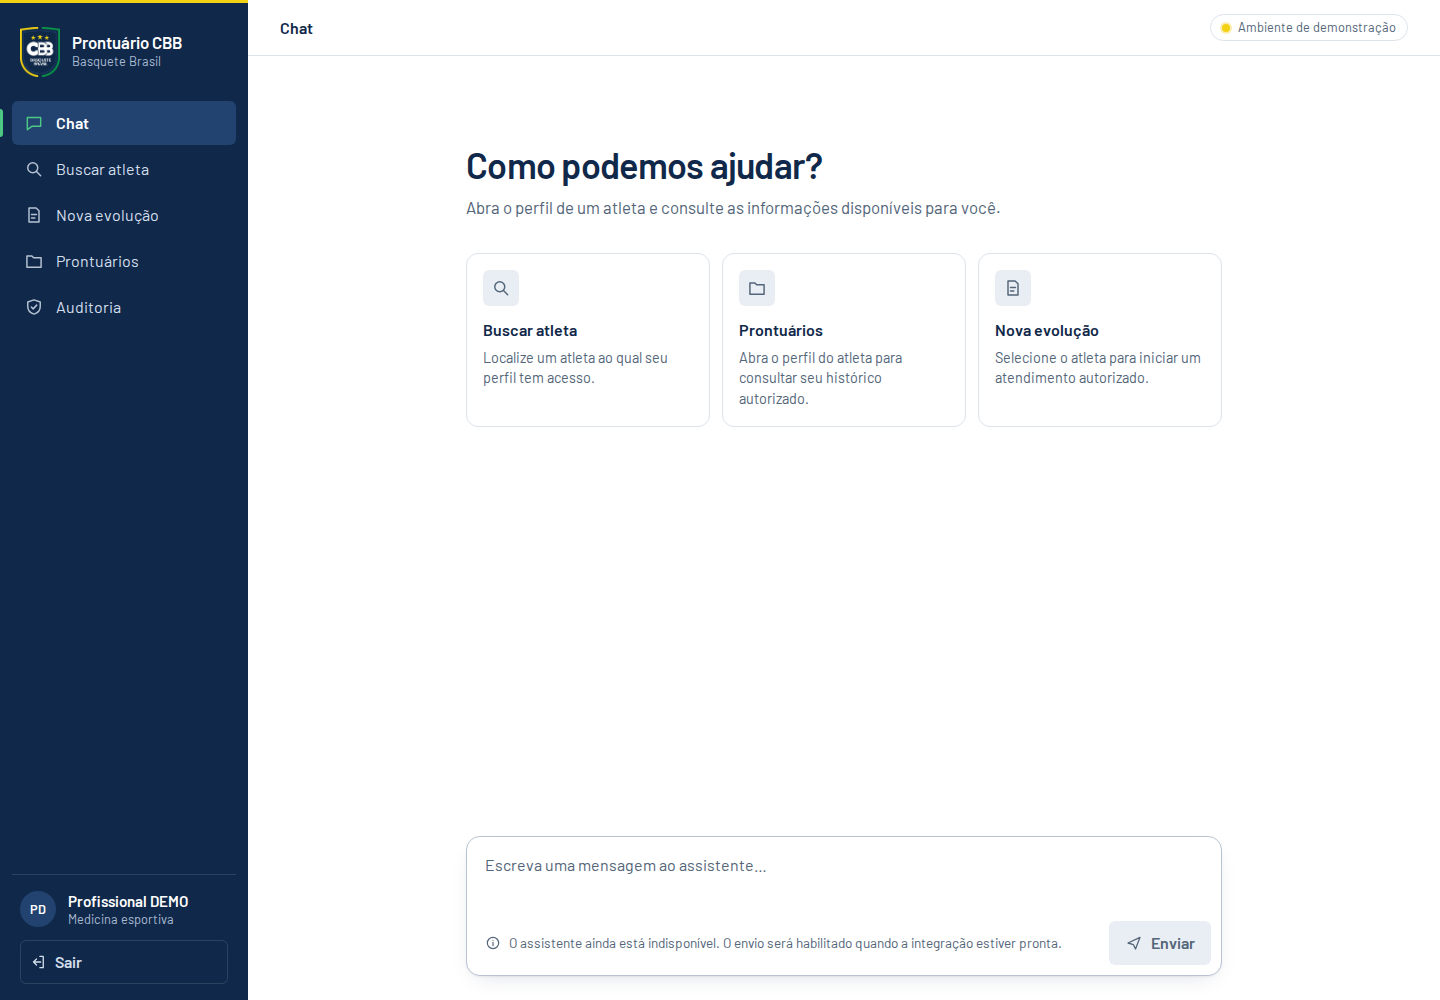 CBB
Prontuário CBB
Basquete Brasil
Chat
Buscar atleta
Nova evolução
Prontuários
Auditoria
PD
Profissional DEMO
Medicina esportiva
Sair
Chat
Ambiente de demonstração
Como podemos ajudar?
Abra o perfil de um atleta e consulte as informações disponíveis para você.
Buscar atleta
Localize um atleta ao qual seu
perfil tem acesso.
Prontuários
Abra o perfil do atleta para
consultar seu histórico
autorizado.
Nova evolução
Selecione o atleta para iniciar um
atendimento autorizado.
Escreva uma mensagem ao assistente...
O assistente ainda está indisponível. O envio será habilitado quando a integração estiver pronta.
Enviar